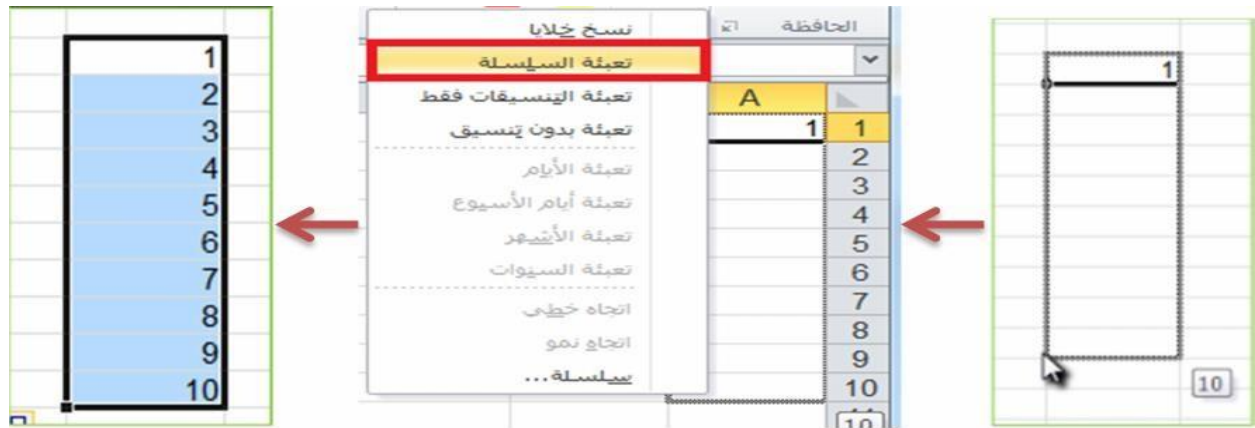 1
10
الحافظة
A
1
1
2
3
4
5
6
7
8
9
10
10
نسخ خلايا
تعبئة السلسلة
تعبئة التنسيقات فقط
تعبئة بدون تنسيق
تعبئة الأيام
تعبئة أيام الأسبوع
تعبئة الأشهر
تعبئة السنوات
اتجاه خطي
اتجاه نمو
سلسلة...
1
2
3
4
5
6
7
8
9
10